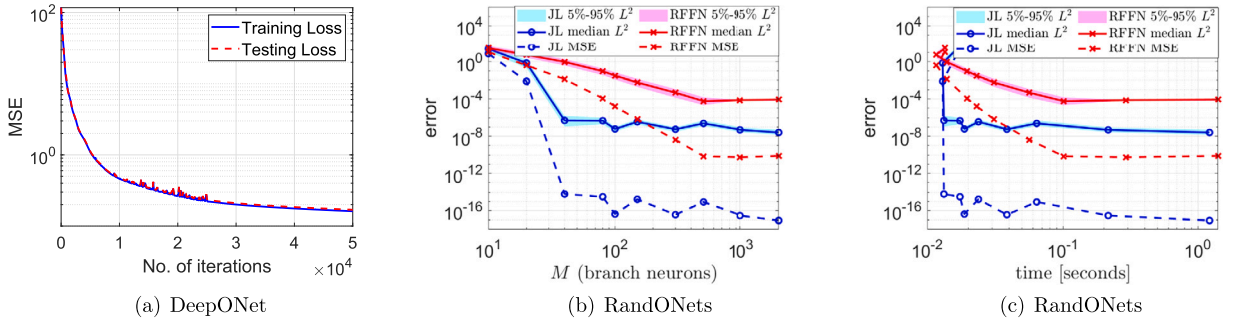 10^2
10^0
MSE
Training Loss
Testing Loss
0 1 2 3 4 5
No. of iterations
×10^4
(a) DeepONet
JL 5%-95% L^2
JL median L^2
JL MSE
RFFN 5%-95% L^2
RFFN median L^2
RFFN MSE
error
10^0
10^-4
10^-8
10^-12
10^-16
10^1 10^2 10^3
M (branch neurons)
(b) RandONets
JL 5%-95% L^2
JL median L^2
JL MSE
RFFN 5%-95% L^2
RFFN median L^2
RFFN MSE
error
10^0
10^-4
10^-8
10^-12
10^-16
10^-2 10^-1 10^0
time [seconds]
(c) RandONets